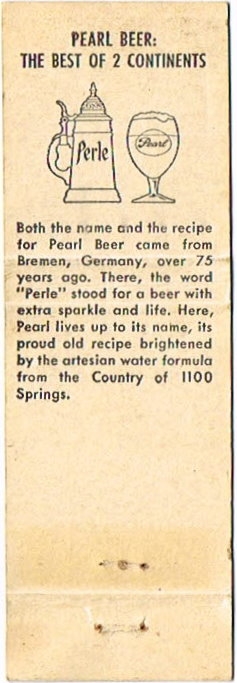 PEARL BEER:
THE BEST OF 2 CONTINENTS
Perle
Pearl
Both the name and the recipe
for Pearl Beer came from
Bremen, Germany, over 75
years ago. There, the word
"Perle" stood for a beer with
extra sparkle and life. Here,
Pearl lives up to its name, its
proud old recipe brightened
by the artesian water formula
from the Country of 1100
Springs.